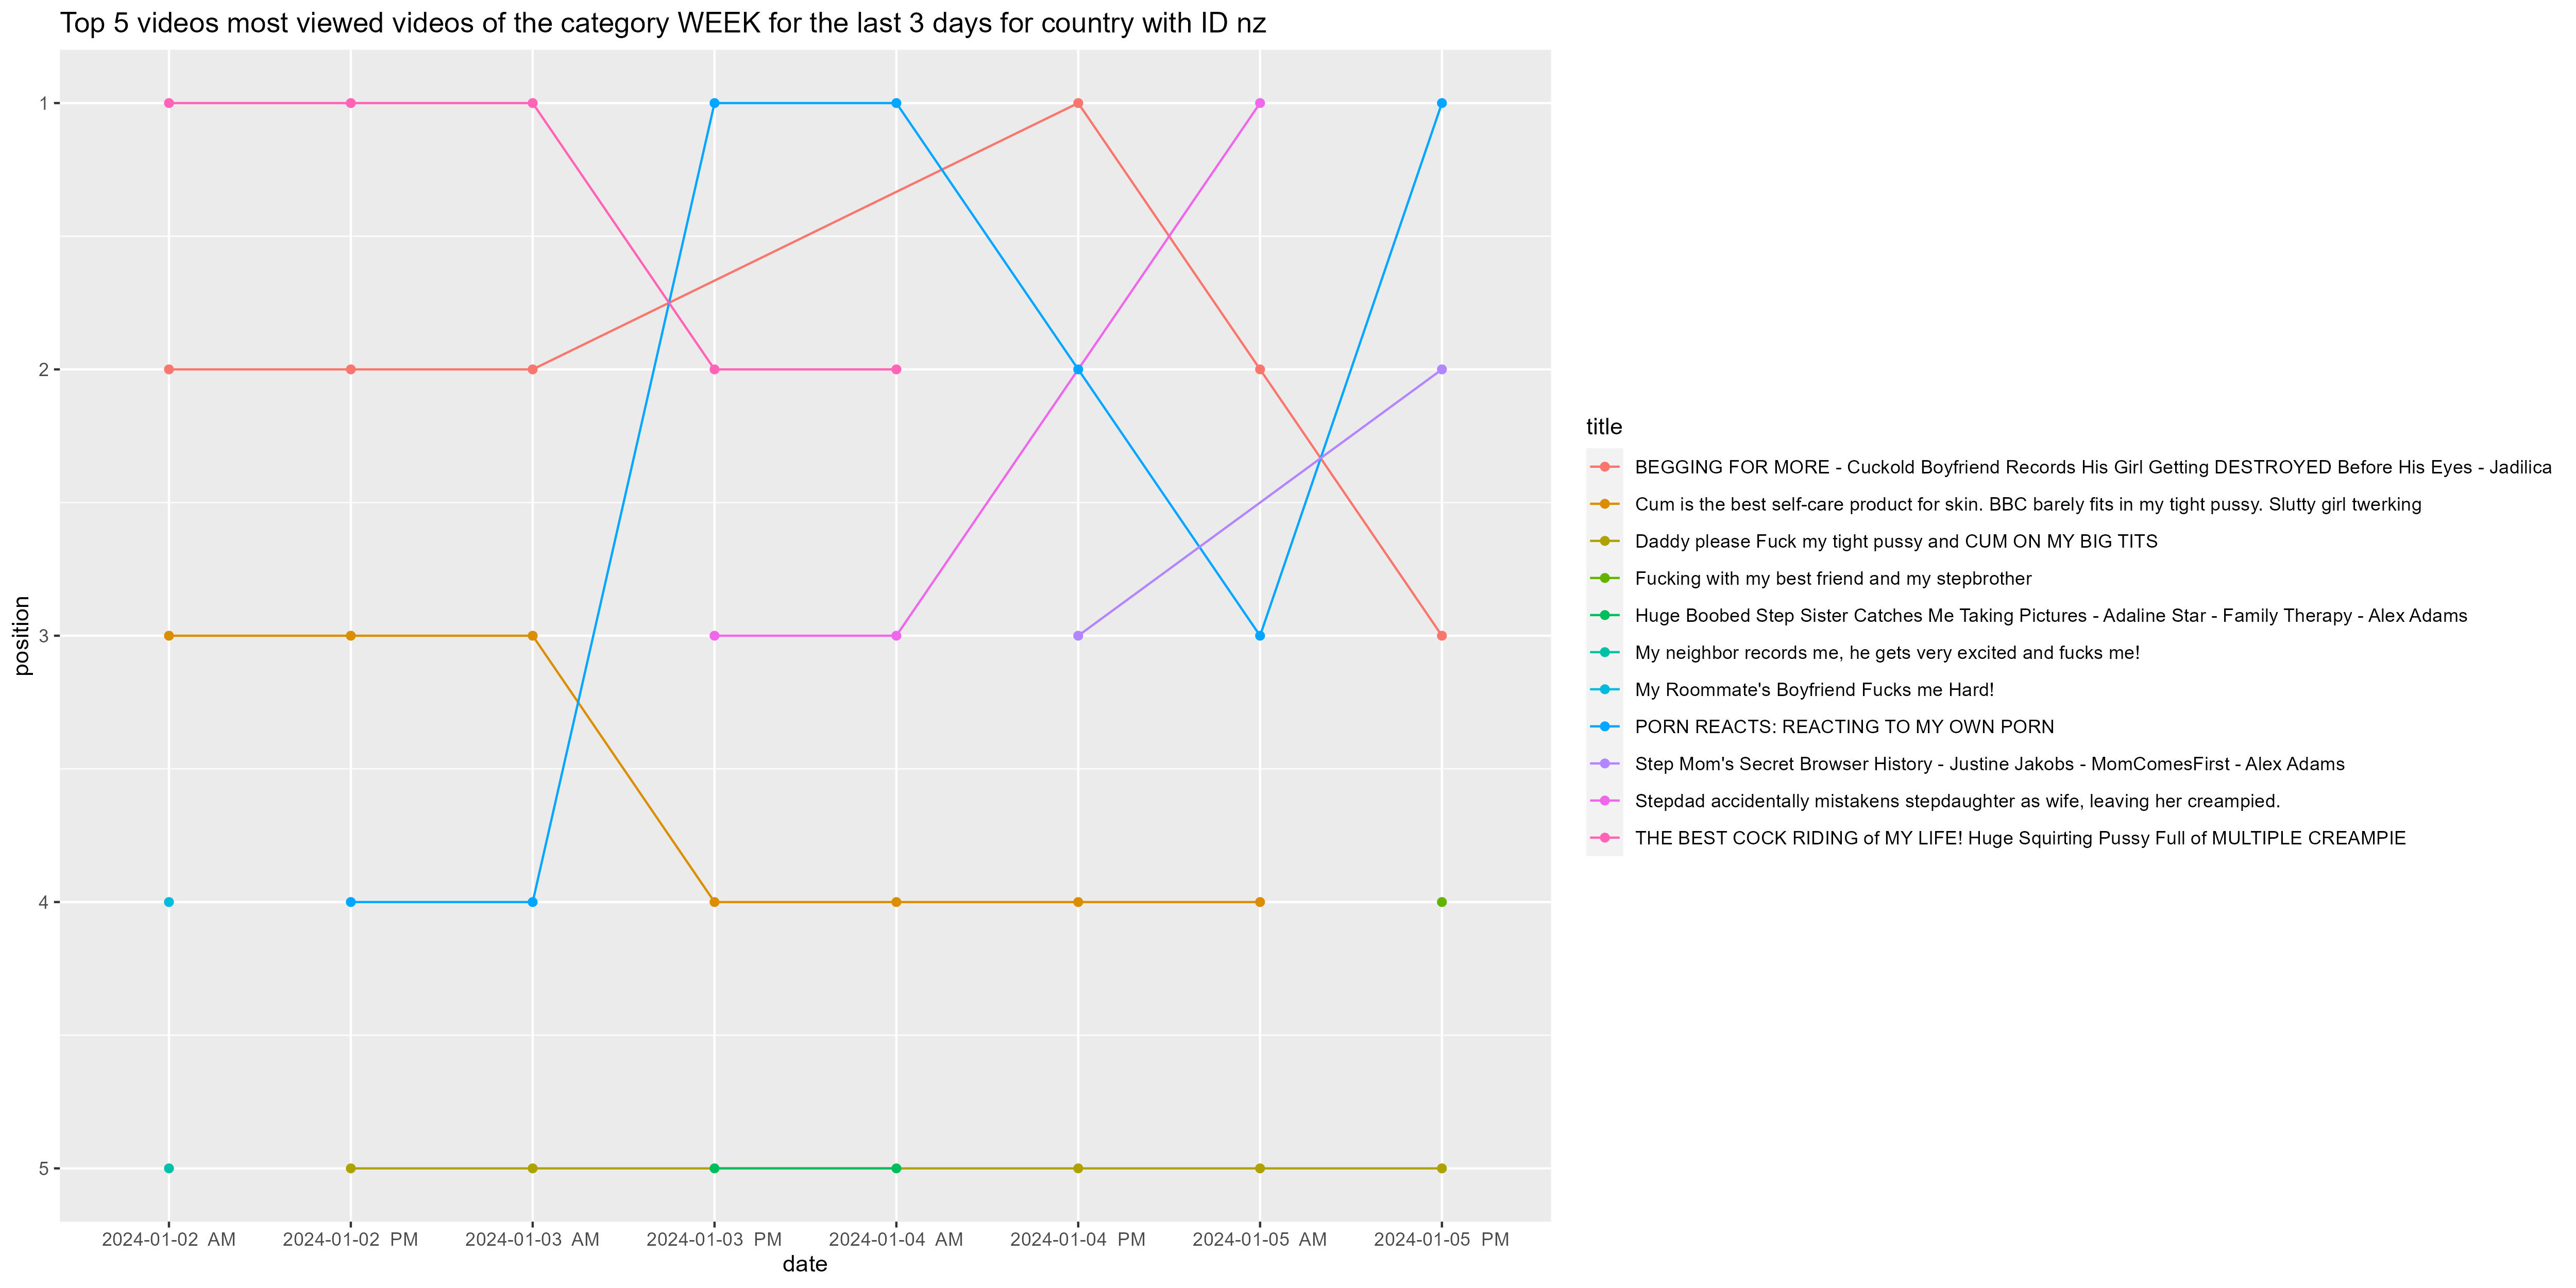 Top 5 videos most viewed videos of the category WEEK for the last 3 days for country with ID nz
position
1
2
3
4
5
2024-01-02 AM
2024-01-02 PM
2024-01-03 AM
2024-01-03 PM
2024-01-04 AM
2024-01-04 PM
2024-01-05 AM
2024-01-05 PM
date
title
BEGGING FOR MORE - Cuckold Boyfriend Records His Girl Getting DESTROYED Before His Eyes - Jadilica
Cum is the best self-care product for skin. BBC barely fits in my tight pussy. Slutty girl twerking
Daddy please Fuck my tight pussy and CUM ON MY BIG TITS
Fucking with my best friend and my stepbrother
Huge Boobed Step Sister Catches Me Taking Pictures - Adaline Star - Family Therapy - Alex Adams
My neighbor records me, he gets very excited and fucks me!
My Roommate's Boyfriend Fucks me Hard!
PORN REACTS: REACTING TO MY OWN PORN
Step Mom's Secret Browser History - Justine Jakobs - MomComesFirst - Alex Adams
Stepdad accidentally mistakens stepdaughter as wife, leaving her creampied.
THE BEST COCK RIDING of MY LIFE! Huge Squirting Pussy Full of MULTIPLE CREAMPIE